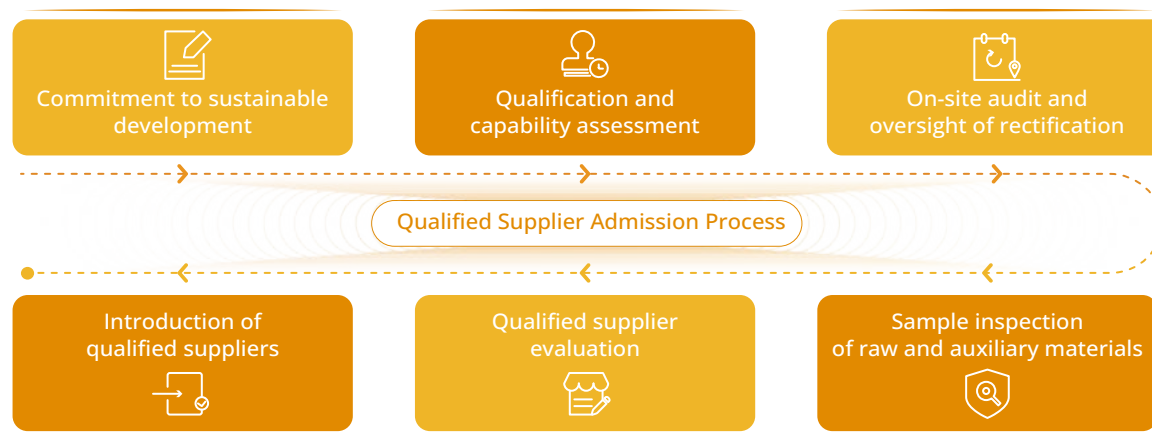 Commitment to sustainable
development
Qualification and
capability assessment
On-site audit and
oversight of rectification
Qualified Supplier Admission Process
Introduction of
qualified suppliers
Qualified supplier
evaluation
Sample inspection
of raw and auxiliary materials